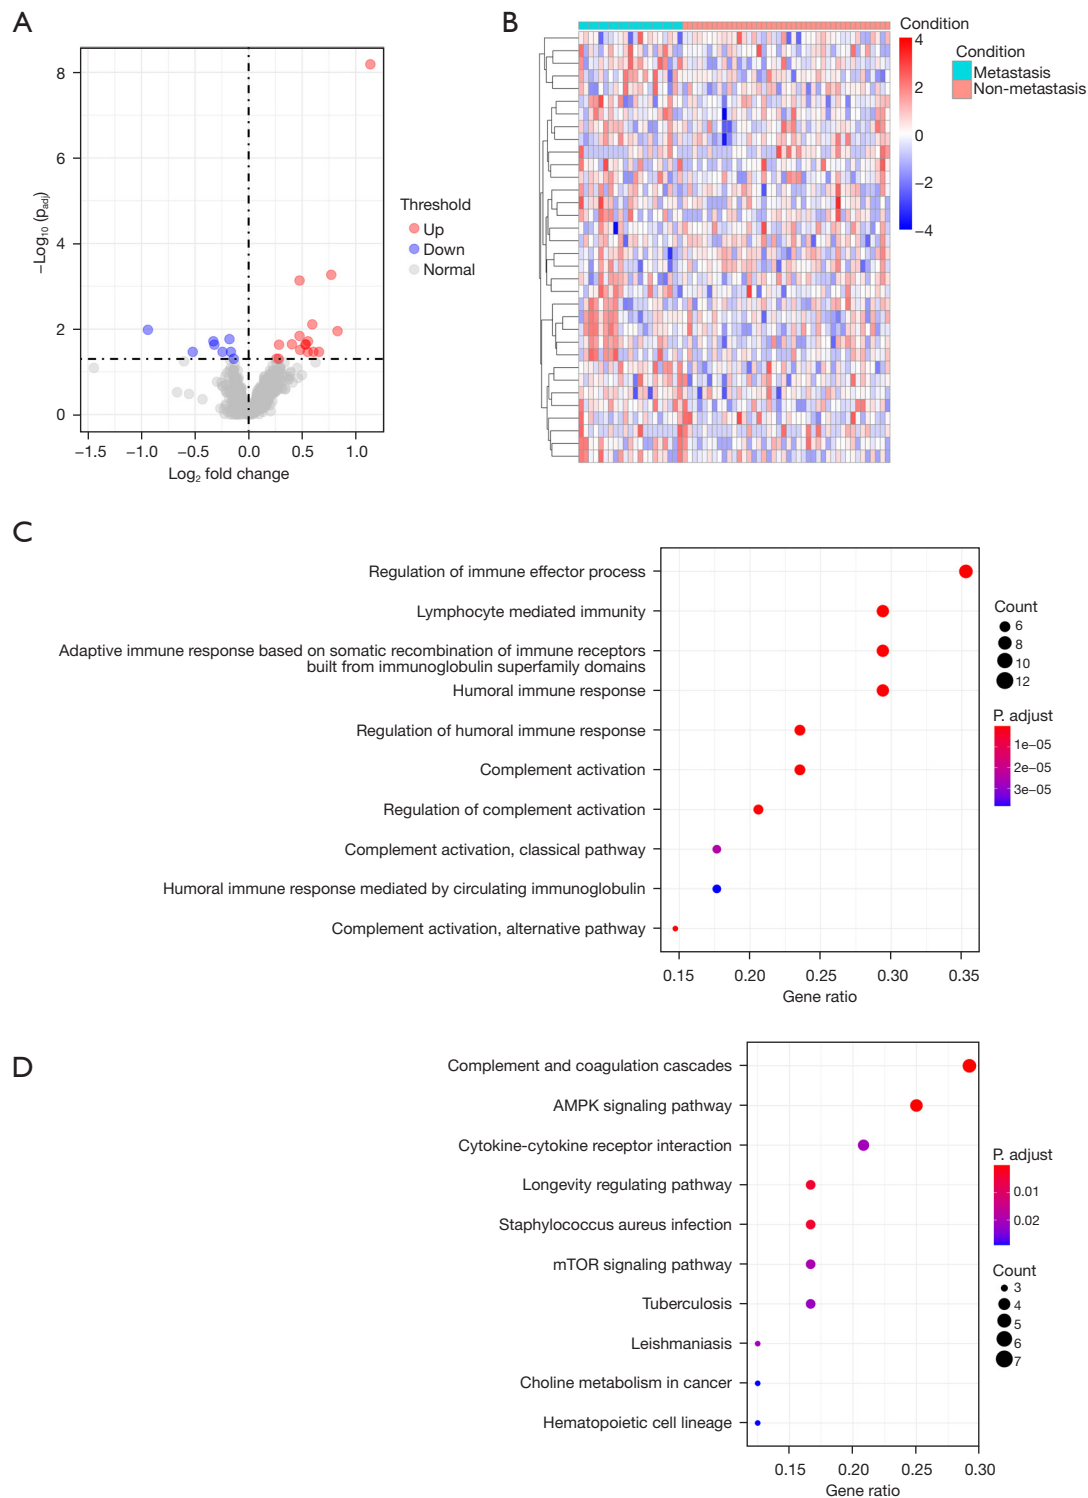 A
8
6
4
2
0
−Log₁₀ (pₐdⱼ)
−1.5
−1.0
−0.5
0.0
0.5
1.0
Log₂ fold change
Threshold
Up
Down
Normal
B
Condition
4
2
0
−2
−4
Condition
Metastasis
Non-metastasis
C
Regulation of immune effector process
Lymphocyte mediated immunity
Adaptive immune response based on somatic recombination of immune receptors
built from immunoglobulin superfamily domains
Humoral immune response
Regulation of humoral immune response
Complement activation
Regulation of complement activation
Complement activation, classical pathway
Humoral immune response mediated by circulating immunoglobulin
Complement activation, alternative pathway
0.15
0.20
0.25
0.30
0.35
Gene ratio
Count
6
8
10
12
P. adjust
1e−05
2e−05
3e−05
D
Complement and coagulation cascades
AMPK signaling pathway
Cytokine-cytokine receptor interaction
Longevity regulating pathway
Staphylococcus aureus infection
mTOR signaling pathway
Tuberculosis
Leishmaniasis
Choline metabolism in cancer
Hematopoietic cell lineage
0.15
0.20
0.25
0.30
Gene ratio
P. adjust
0.01
0.02
Count
3
4
5
6
7